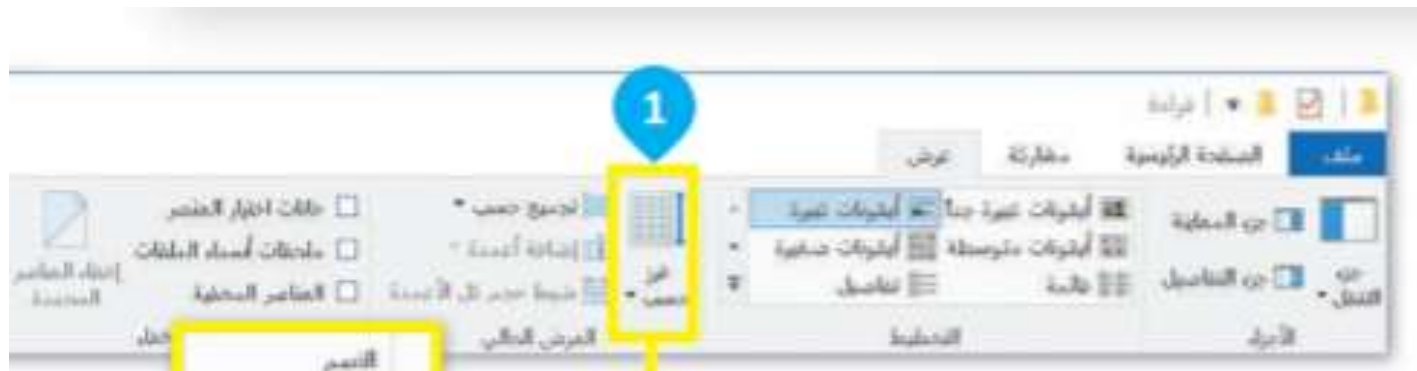 1
قراءة
ملف الصفحة الرئيسية مشاركة عرض
جزء التنقل
جزء المعاينة
جزء التفاصيل
الأجزاء
أيقونات كبيرة جداً أيقونات كبيرة
أيقونات متوسطة أيقونات صغيرة
قائمة تفاصيل
التخطيط
فرز حسب
تجميع حسب
إضافة أعمدة
ضبط حجم كل الأعمدة
العرض الحالي
خانات اختيار العنصر
ملحقات أسماء الملفات
العناصر المخفية
إخفاء العناصر المحددة
الاسم